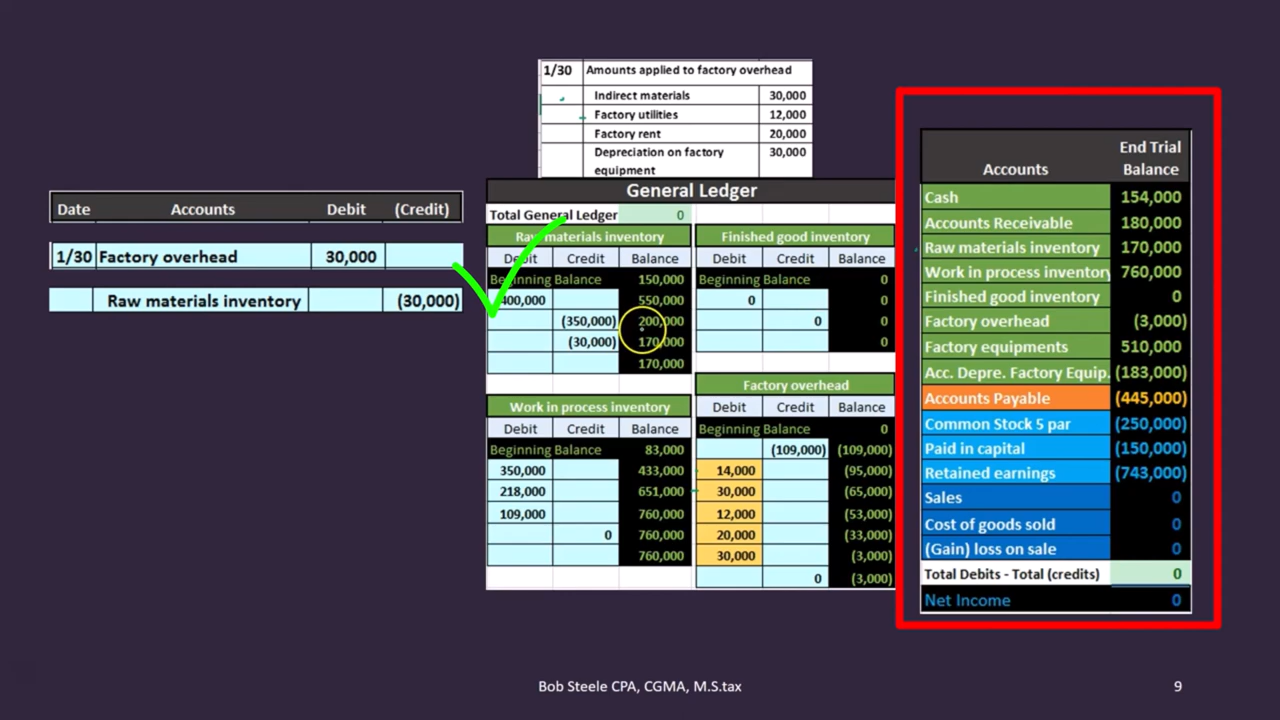 1/30 Amounts applied to factory overhead
Indirect materials 30,000
Factory utilities 12,000
Factory rent 20,000
Depreciation on factory 30,000
equipment
Date Accounts Debit (Credit)
1/30 Factory overhead 30,000
Raw materials inventory (30,000)
General Ledger
Total General Ledger 0
Raw materials inventory
Debit Credit Balance
Beginning Balance 150,000
400,000 550,000
(350,000) 200,000
(30,000) 170,000
170,000
Finished good inventory
Debit Credit Balance
Beginning Balance 0
0 0
0 0
0
Work in process inventory
Debit Credit Balance
Beginning Balance 83,000
350,000 433,000
218,000 651,000
109,000 760,000
0 760,000
760,000
Factory overhead
Debit Credit Balance
Beginning Balance 0
(109,000) (109,000)
14,000 (95,000)
30,000 (65,000)
12,000 (53,000)
20,000 (33,000)
30,000 (3,000)
0 (3,000)
End Trial
Accounts Balance
Cash 154,000
Accounts Receivable 180,000
Raw materials inventory 170,000
Work in process inventory 760,000
Finished good inventory 0
Factory overhead (3,000)
Factory equipments 510,000
Acc. Depre. Factory Equip. (183,000)
Accounts Payable (445,000)
Common Stock 5 par (250,000)
Paid in capital (150,000)
Retained earnings (743,000)
Sales 0
Cost of goods sold 0
(Gain) loss on sale 0
Total Debits - Total (credits) 0
Net Income 0
Bob Steele CPA, CGMA, M.S.tax
9